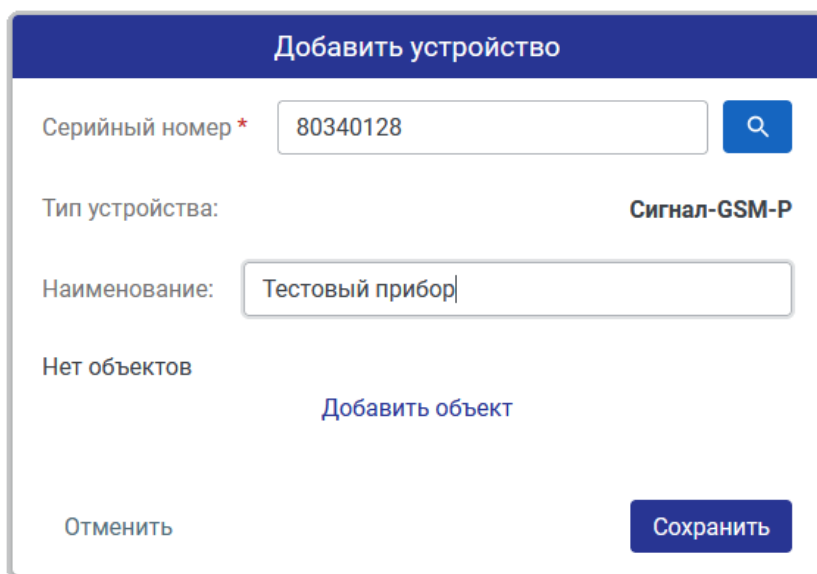 Добавить устройство
Серийный номер * 80340128
Тип устройства: Сигнал-GSM-P
Наименование: Тестовый прибор
Нет объектов
Добавить объект
Отменить Сохранить